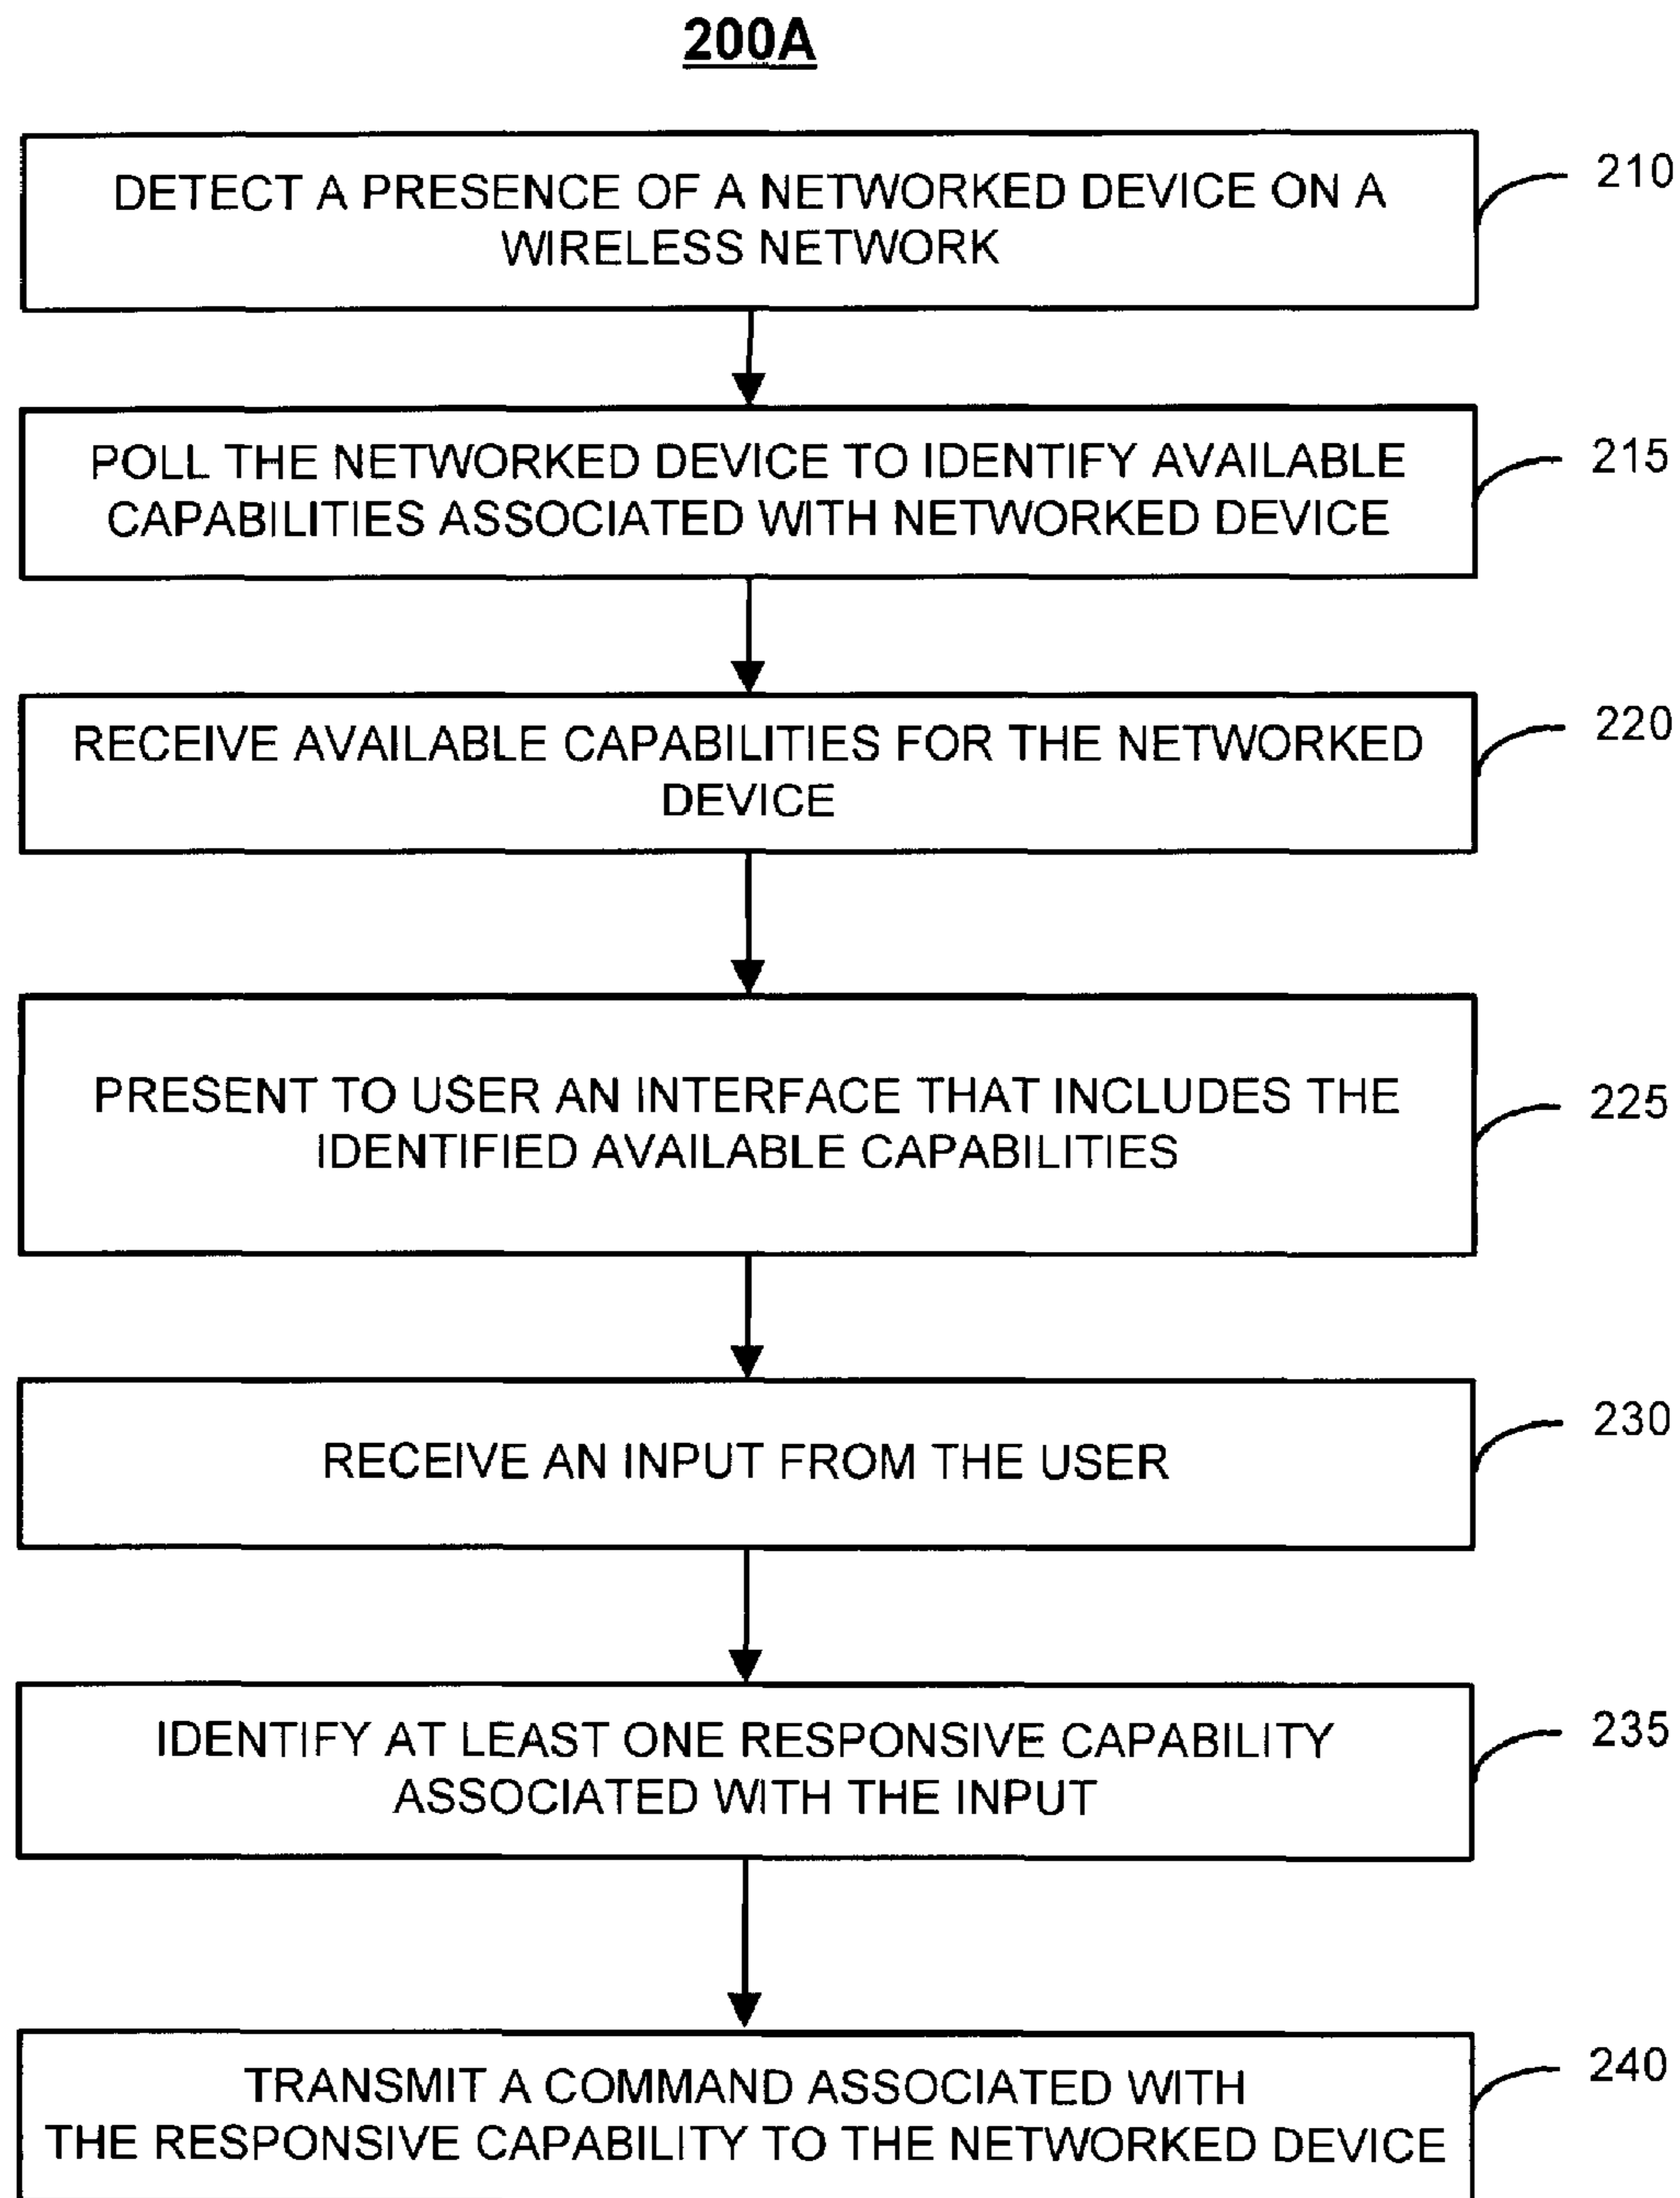 200A
DETECT A PRESENCE OF A NETWORKED DEVICE ON A
WIRELESS NETWORK
210
POLL THE NETWORKED DEVICE TO IDENTIFY AVAILABLE
CAPABILITIES ASSOCIATED WITH NETWORKED DEVICE
215
RECEIVE AVAILABLE CAPABILITIES FOR THE NETWORKED
DEVICE
220
PRESENT TO USER AN INTERFACE THAT INCLUDES THE
IDENTIFIED AVAILABLE CAPABILITIES
225
RECEIVE AN INPUT FROM THE USER
230
IDENTIFY AT LEAST ONE RESPONSIVE CAPABILITY
ASSOCIATED WITH THE INPUT
235
TRANSMIT A COMMAND ASSOCIATED WITH
THE RESPONSIVE CAPABILITY TO THE NETWORKED DEVICE
240